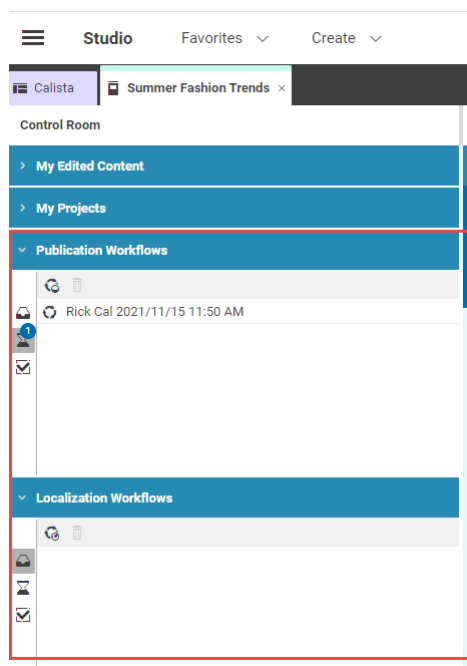 Studio Favorites Create
Calista Summer Fashion Trends ×
Control Room
My Edited Content
My Projects
Publication Workflows
Rick Cal 2021/11/15 11:50 AM
1
Localization Workflows